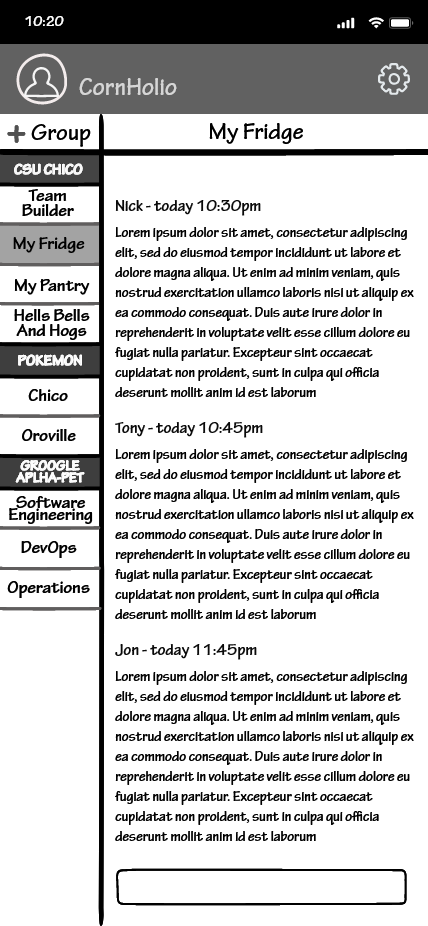 10:20
CornHolio
+ Group
My Fridge
CSU CHICO
Team
Builder
My Fridge
My Pantry
Hells Bells
And Hogs
POKEMON
Chico
Oroville
GROOGLE
APLHA-PET
Software
Engineering
DevOps
Operations
Nick - today 10:30pm
Lorem ipsum dolor sit amet, consectetur adipiscing
elit, sed do eiusmod tempor incididunt ut labore et
dolore magna aliqua. Ut enim ad minim veniam, quis
nostrud exercitation ullamco laboris nisi ut aliquip ex
ea commodo consequat. Duis aute irure dolor in
reprehenderit in voluptate velit esse cillum dolore eu
fugiat nulla pariatur. Excepteur sint occaecat
cupidatat non proident, sunt in culpa qui officia
deserunt mollit anim id est laborum
Tony - today 10:45pm
Lorem ipsum dolor sit amet, consectetur adipiscing
elit, sed do eiusmod tempor incididunt ut labore et
dolore magna aliqua. Ut enim ad minim veniam, quis
nostrud exercitation ullamco laboris nisi ut aliquip ex
ea commodo consequat. Duis aute irure dolor in
reprehenderit in voluptate velit esse cillum dolore eu
fugiat nulla pariatur. Excepteur sint occaecat
cupidatat non proident, sunt in culpa qui officia
deserunt mollit anim id est laborum
Jon - today 11:45pm
Lorem ipsum dolor sit amet, consectetur adipiscing
elit, sed do eiusmod tempor incididunt ut labore et
dolore magna aliqua. Ut enim ad minim veniam, quis
nostrud exercitation ullamco laboris nisi ut aliquip ex
ea commodo consequat. Duis aute irure dolor in
reprehenderit in voluptate velit esse cillum dolore eu
fugiat nulla pariatur. Excepteur sint occaecat
cupidatat non proident, sunt in culpa qui officia
deserunt mollit anim id est laborum